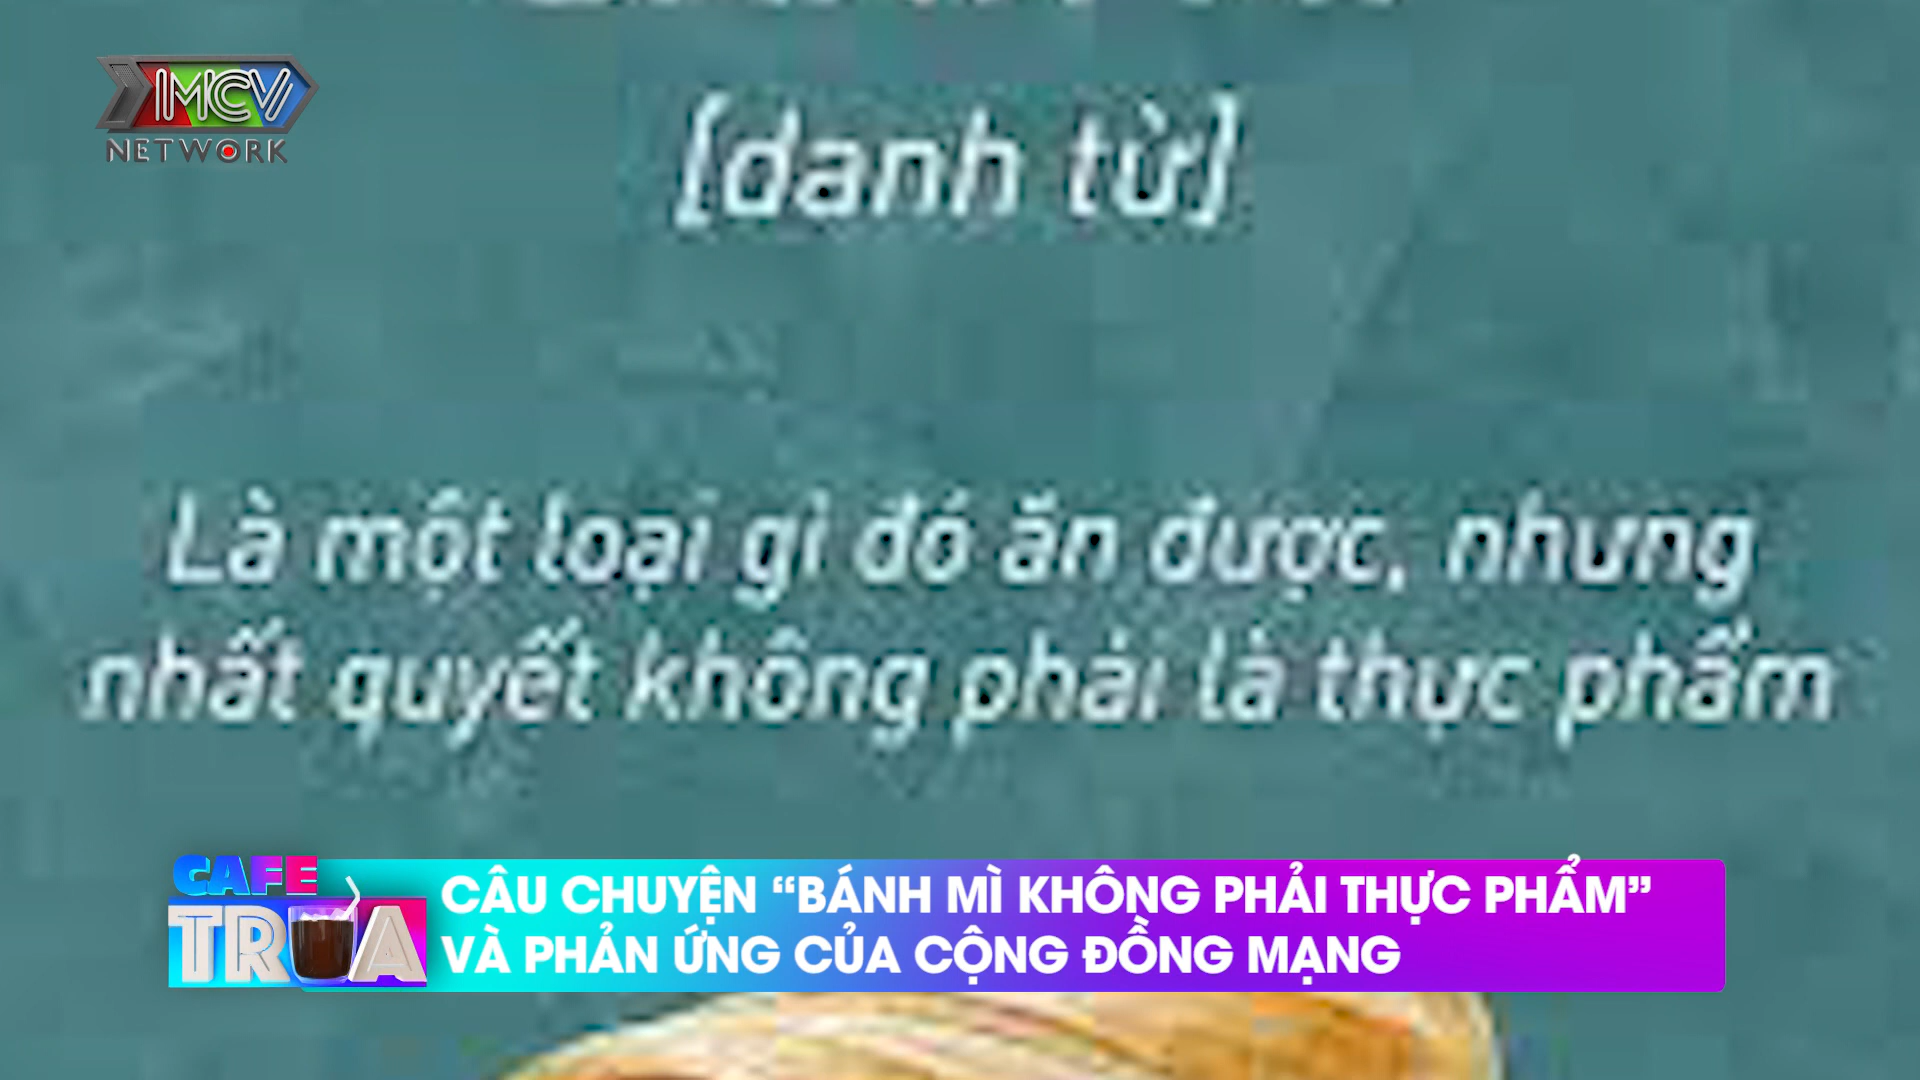 MCV
NETWORK
[danh từ]
Là một loại gì đó ăn được, nhưng
nhất quyết không phải là thực phẩm
CAFE
TRƯA
CÂU CHUYỆN “BÁNH MÌ KHÔNG PHẢI THỰC PHẨM”
VÀ PHẢN ỨNG CỦA CỘNG ĐỒNG MẠNG